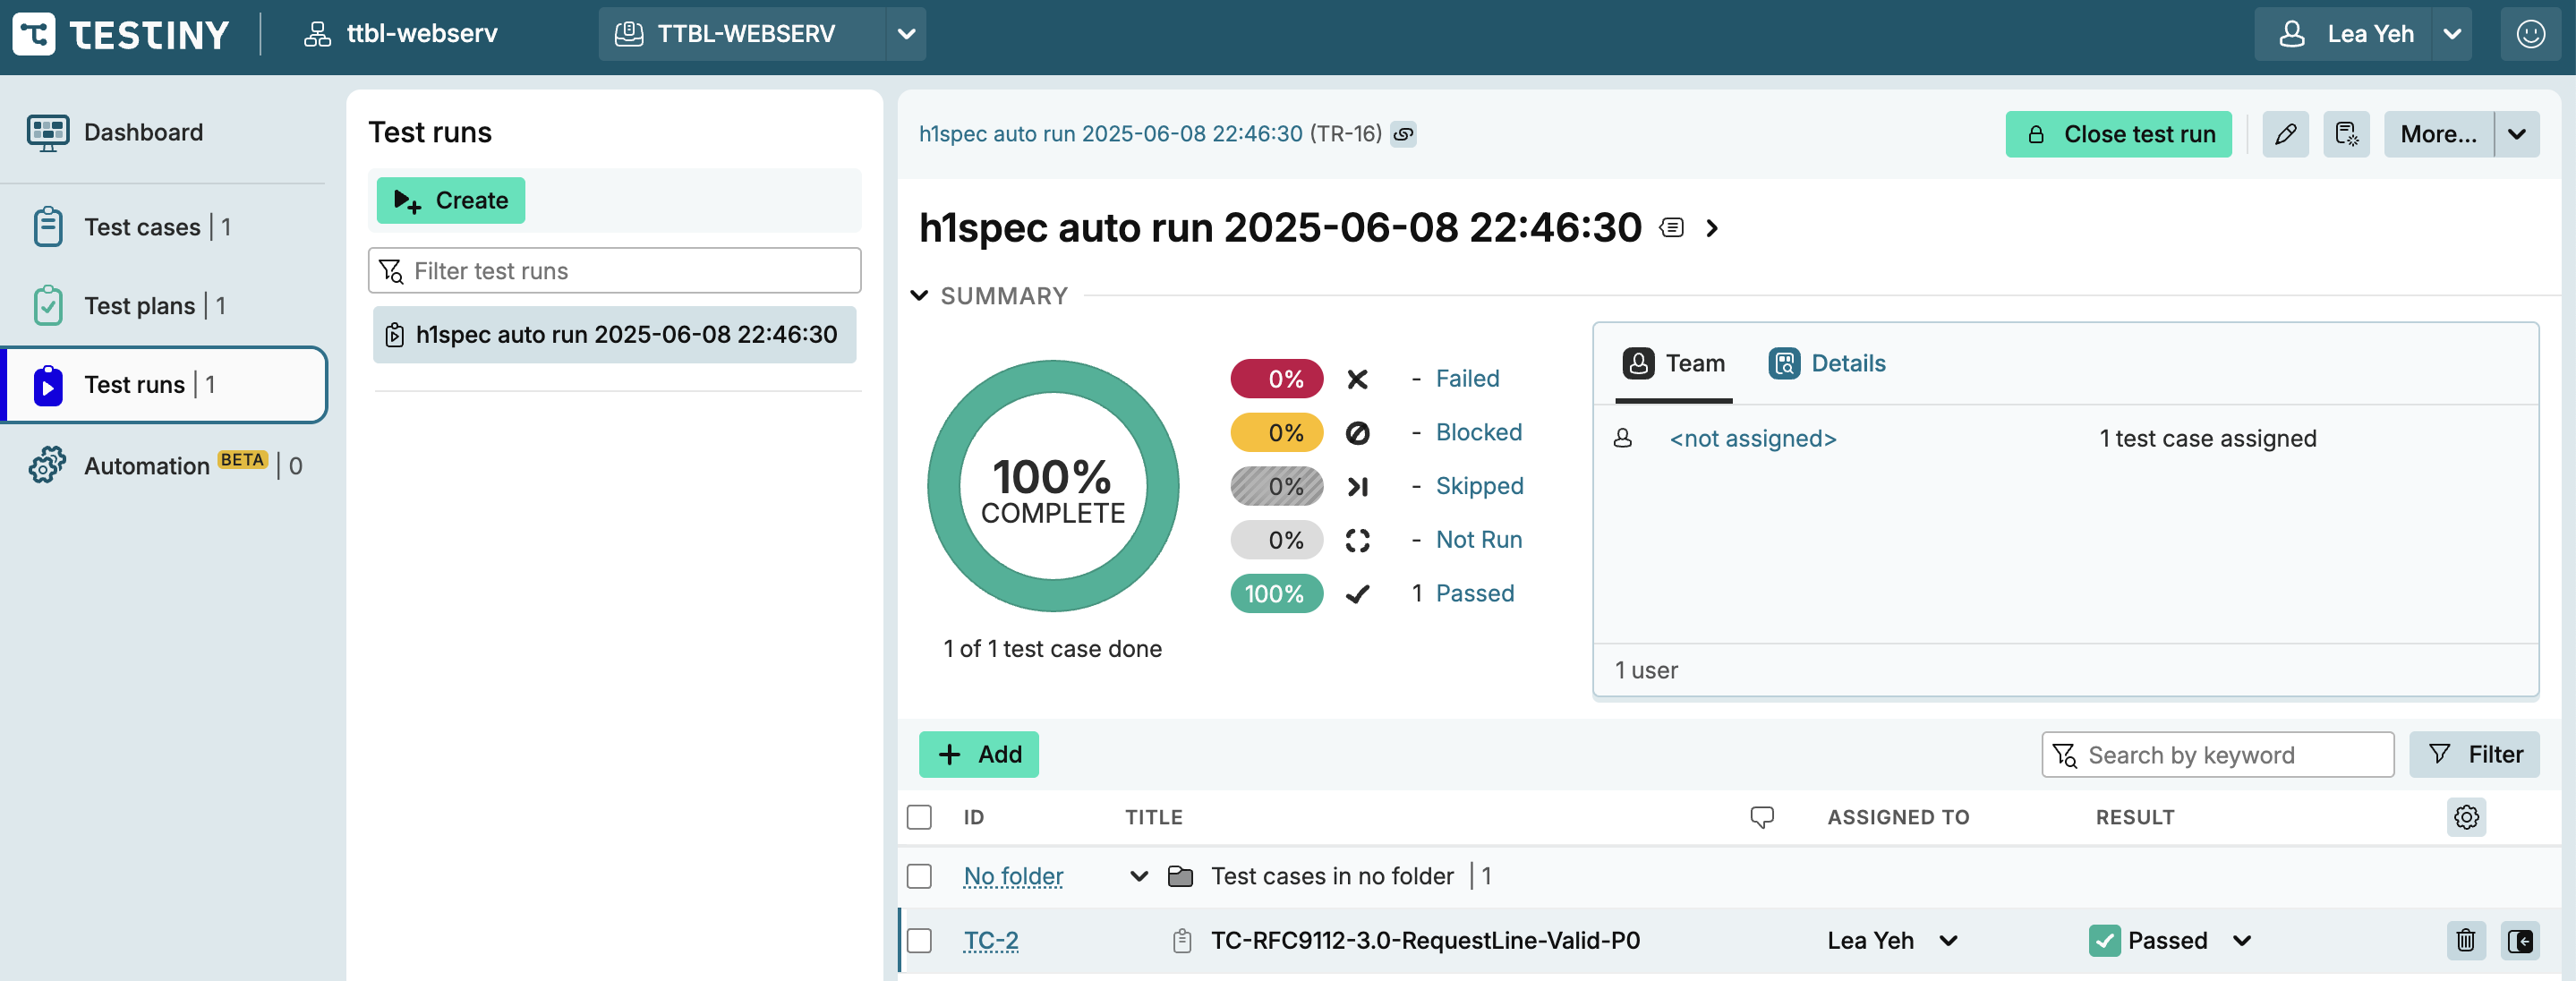 TESTINY
ttbl-webserv
TTBL-WEBSERV
Lea Yeh
Dashboard
Test cases | 1
Test plans | 1
Test runs | 1
Automation BETA | 0
Test runs
Create
Filter test runs
h1spec auto run 2025-06-08 22:46:30
h1spec auto run 2025-06-08 22:46:30 (TR-16)
Close test run
More...
h1spec auto run 2025-06-08 22:46:30
SUMMARY
100%
COMPLETE
1 of 1 test case done
0% - Failed
0% - Blocked
0% - Skipped
0% - Not Run
100% 1 Passed
Team Details
<not assigned> 1 test case assigned
1 user
Add
Search by keyword
Filter
ID TITLE ASSIGNED TO RESULT
No folder Test cases in no folder | 1
TC-2 TC-RFC9112-3.0-RequestLine-Valid-P0 Lea Yeh Passed